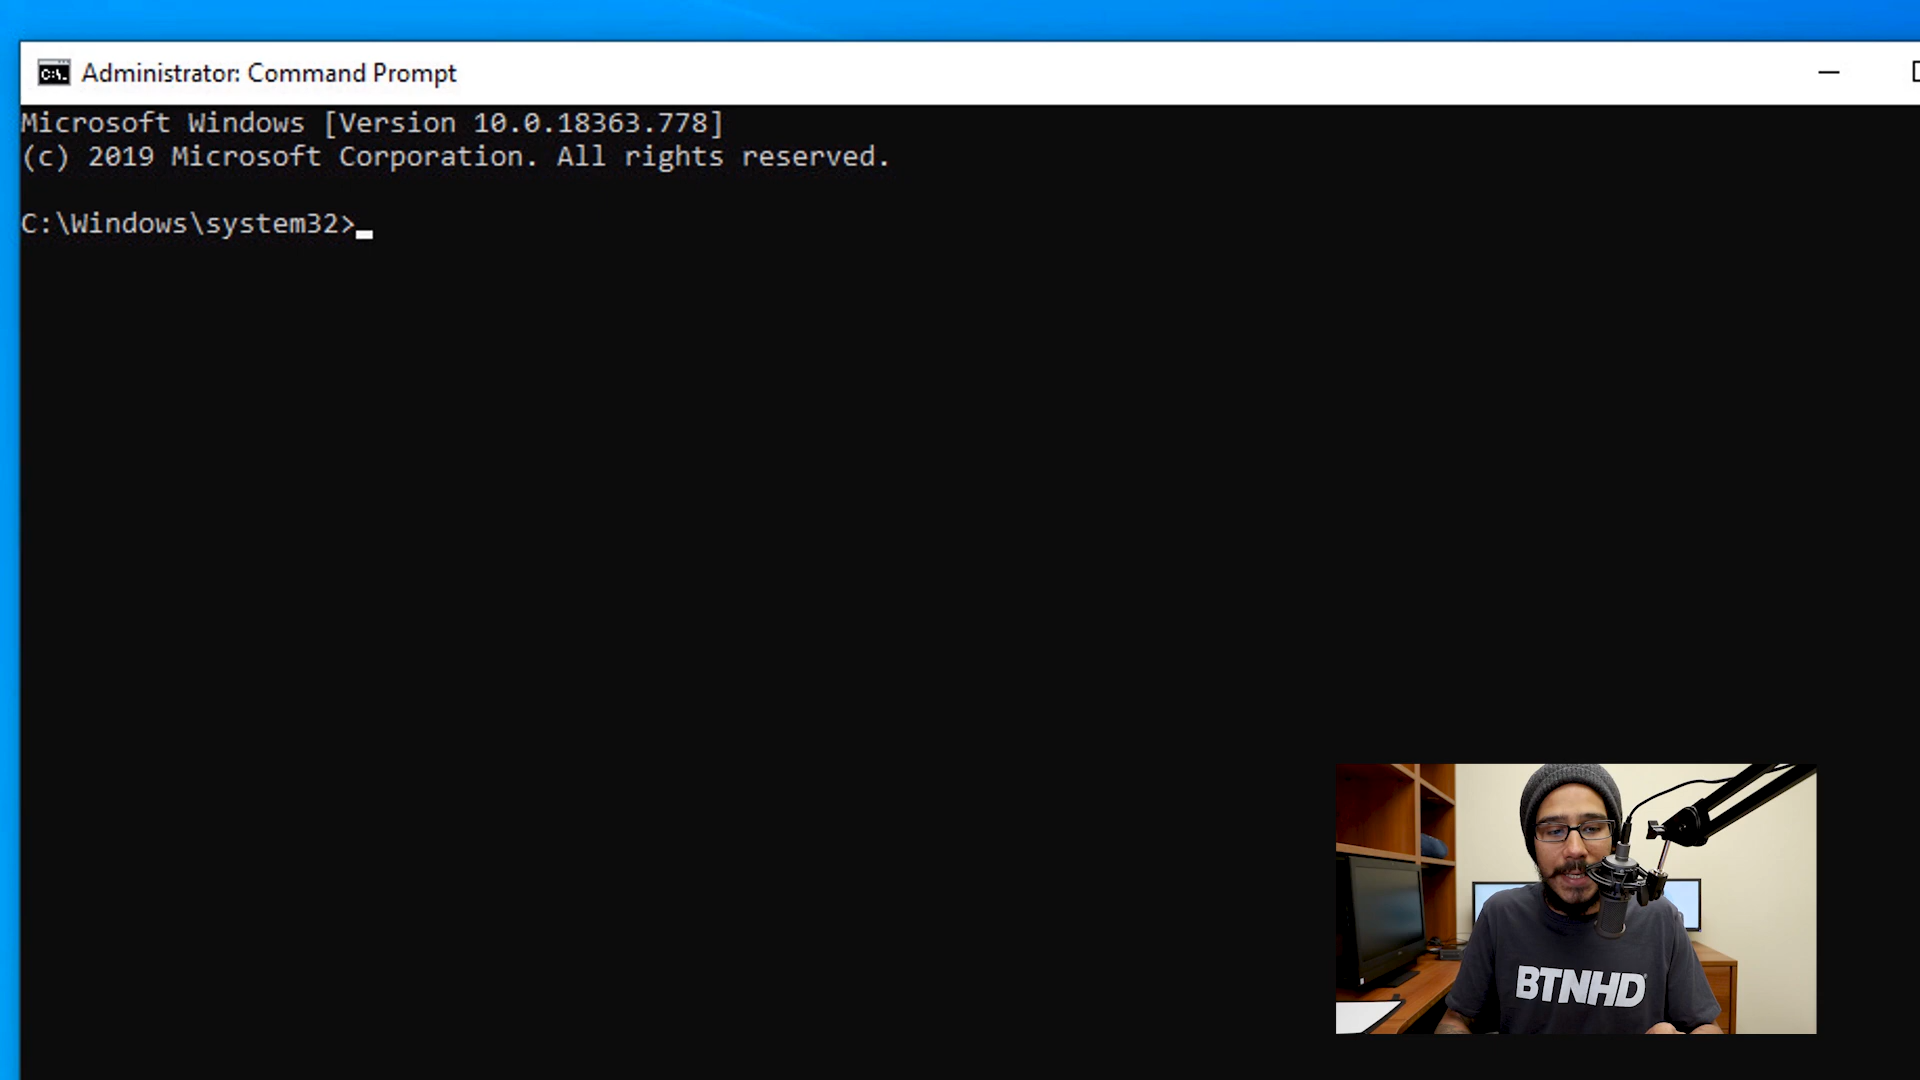 Administrator: Command Prompt
Microsoft Windows [Version 10.0.18363.778]
(c) 2019 Microsoft Corporation. All rights reserved.
C:\Windows\system32>
BTNHD